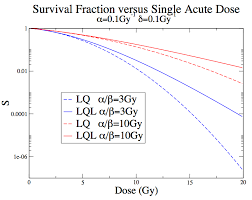 Survival Fraction versus Single Acute Dose
α=0.1Gy⁻ δ=0.1Gy⁻
1
0.01
S
0.0001
1e-06
LQ α/β=3Gy
LQL α/β=3Gy
LQ α/β=10Gy
LQL α/β=10Gy
0 5 10 15 20
Dose (Gy)